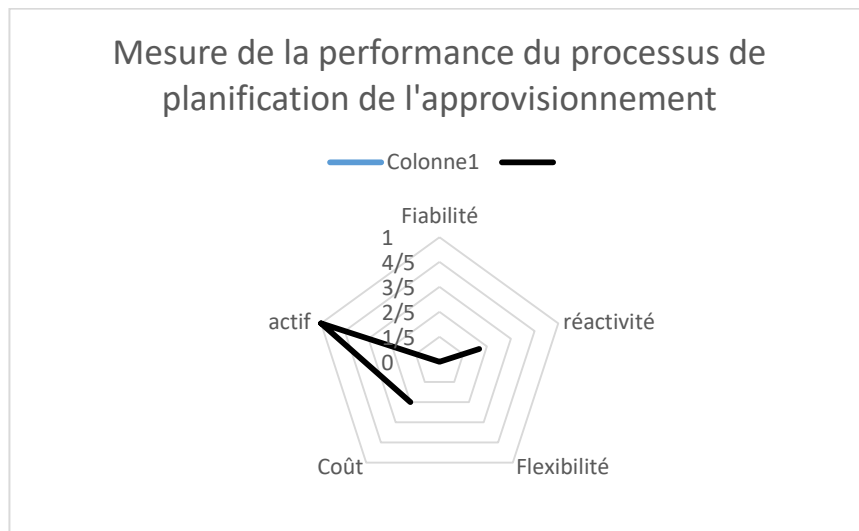 Mesure de la performance du processus de
planification de l'approvisionnement
Colonne1
Fiabilité
1
4/5
3/5
2/5
1/5
0
actif
réactivité
Coût
Flexibilité